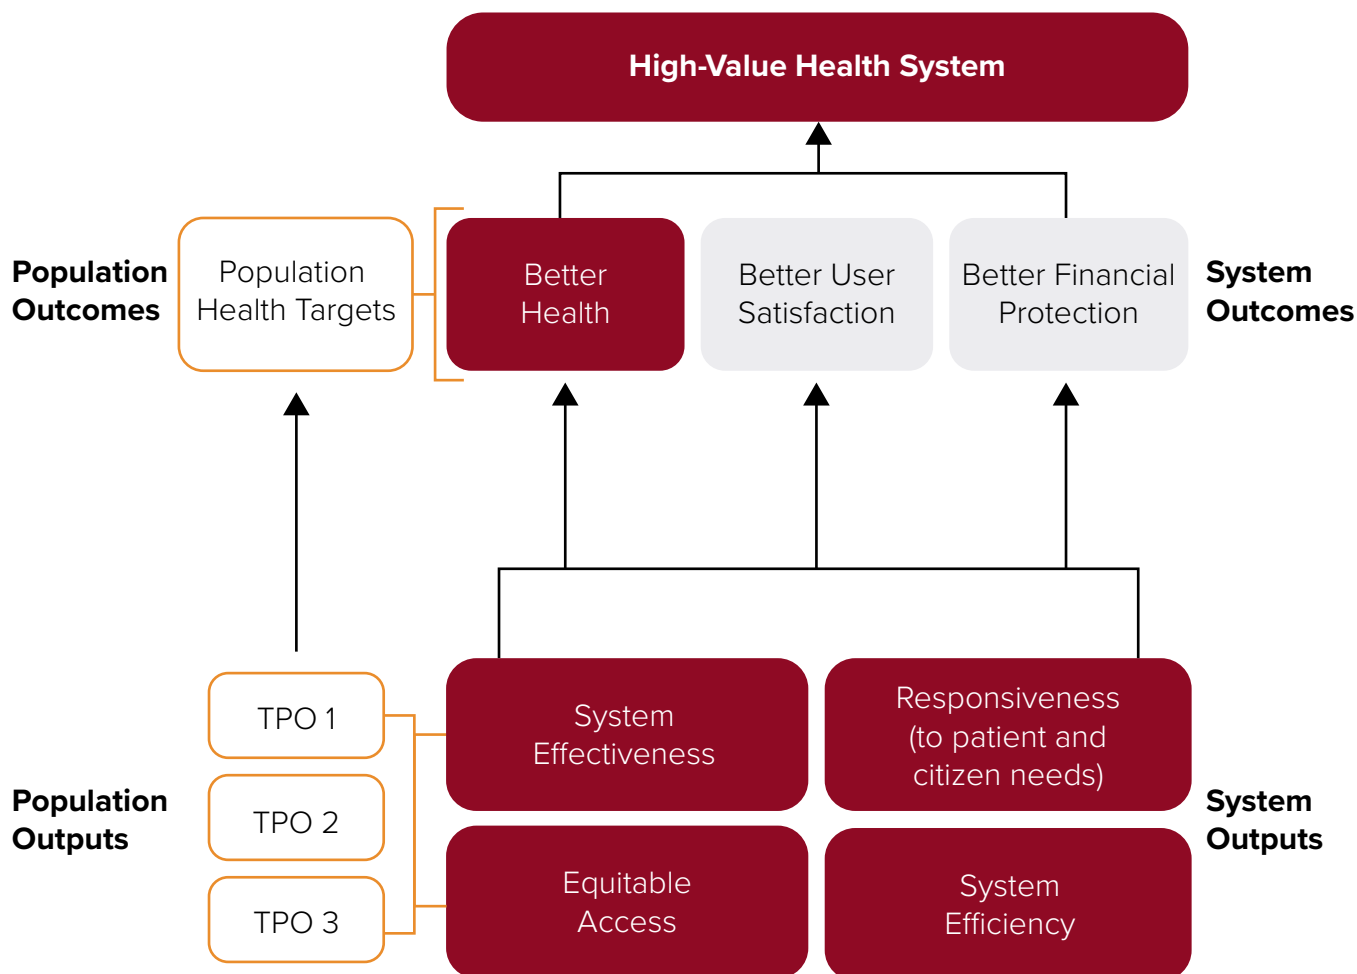 High-Value Health System
Population
Outcomes
Population
Health Targets
Better
Health
Better User
Satisfaction
Better Financial
Protection
System
Outcomes
Population
Outputs
TPO 1
TPO 2
TPO 3
System
Effectiveness
Responsiveness
(to patient and
citizen needs)
Equitable
Access
System
Efficiency
System
Outputs